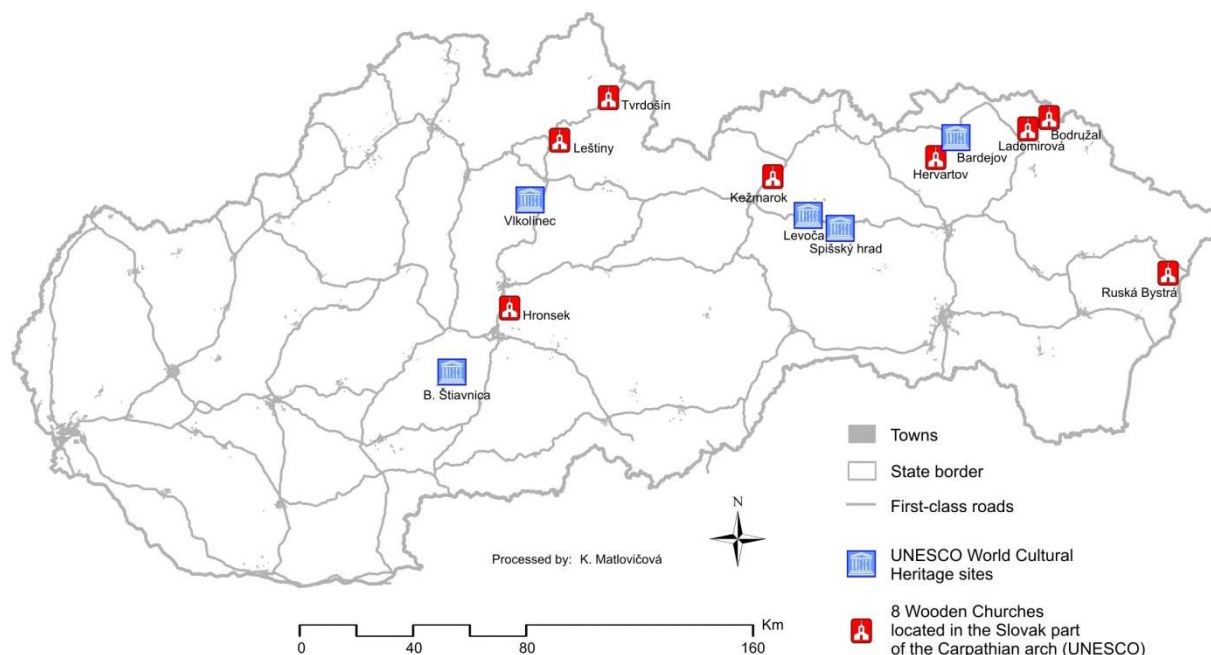 Tvrdošín
Leštiny
Bodružal
Ladomirová
Bardejov
Hervartov
Kežmarok
Vlkolínec
Levoča
Spišský hrad
Ruská Bystrá
Hronsek
B. Štiavnica
Towns
State border
First-class roads
N
Processed by: K. Matlovičová
UNESCO World Cultural
Heritage sites
8 Wooden Churches
located in the Slovak part
of the Carpathian arch (UNESCO)
Km
0 40 80 160